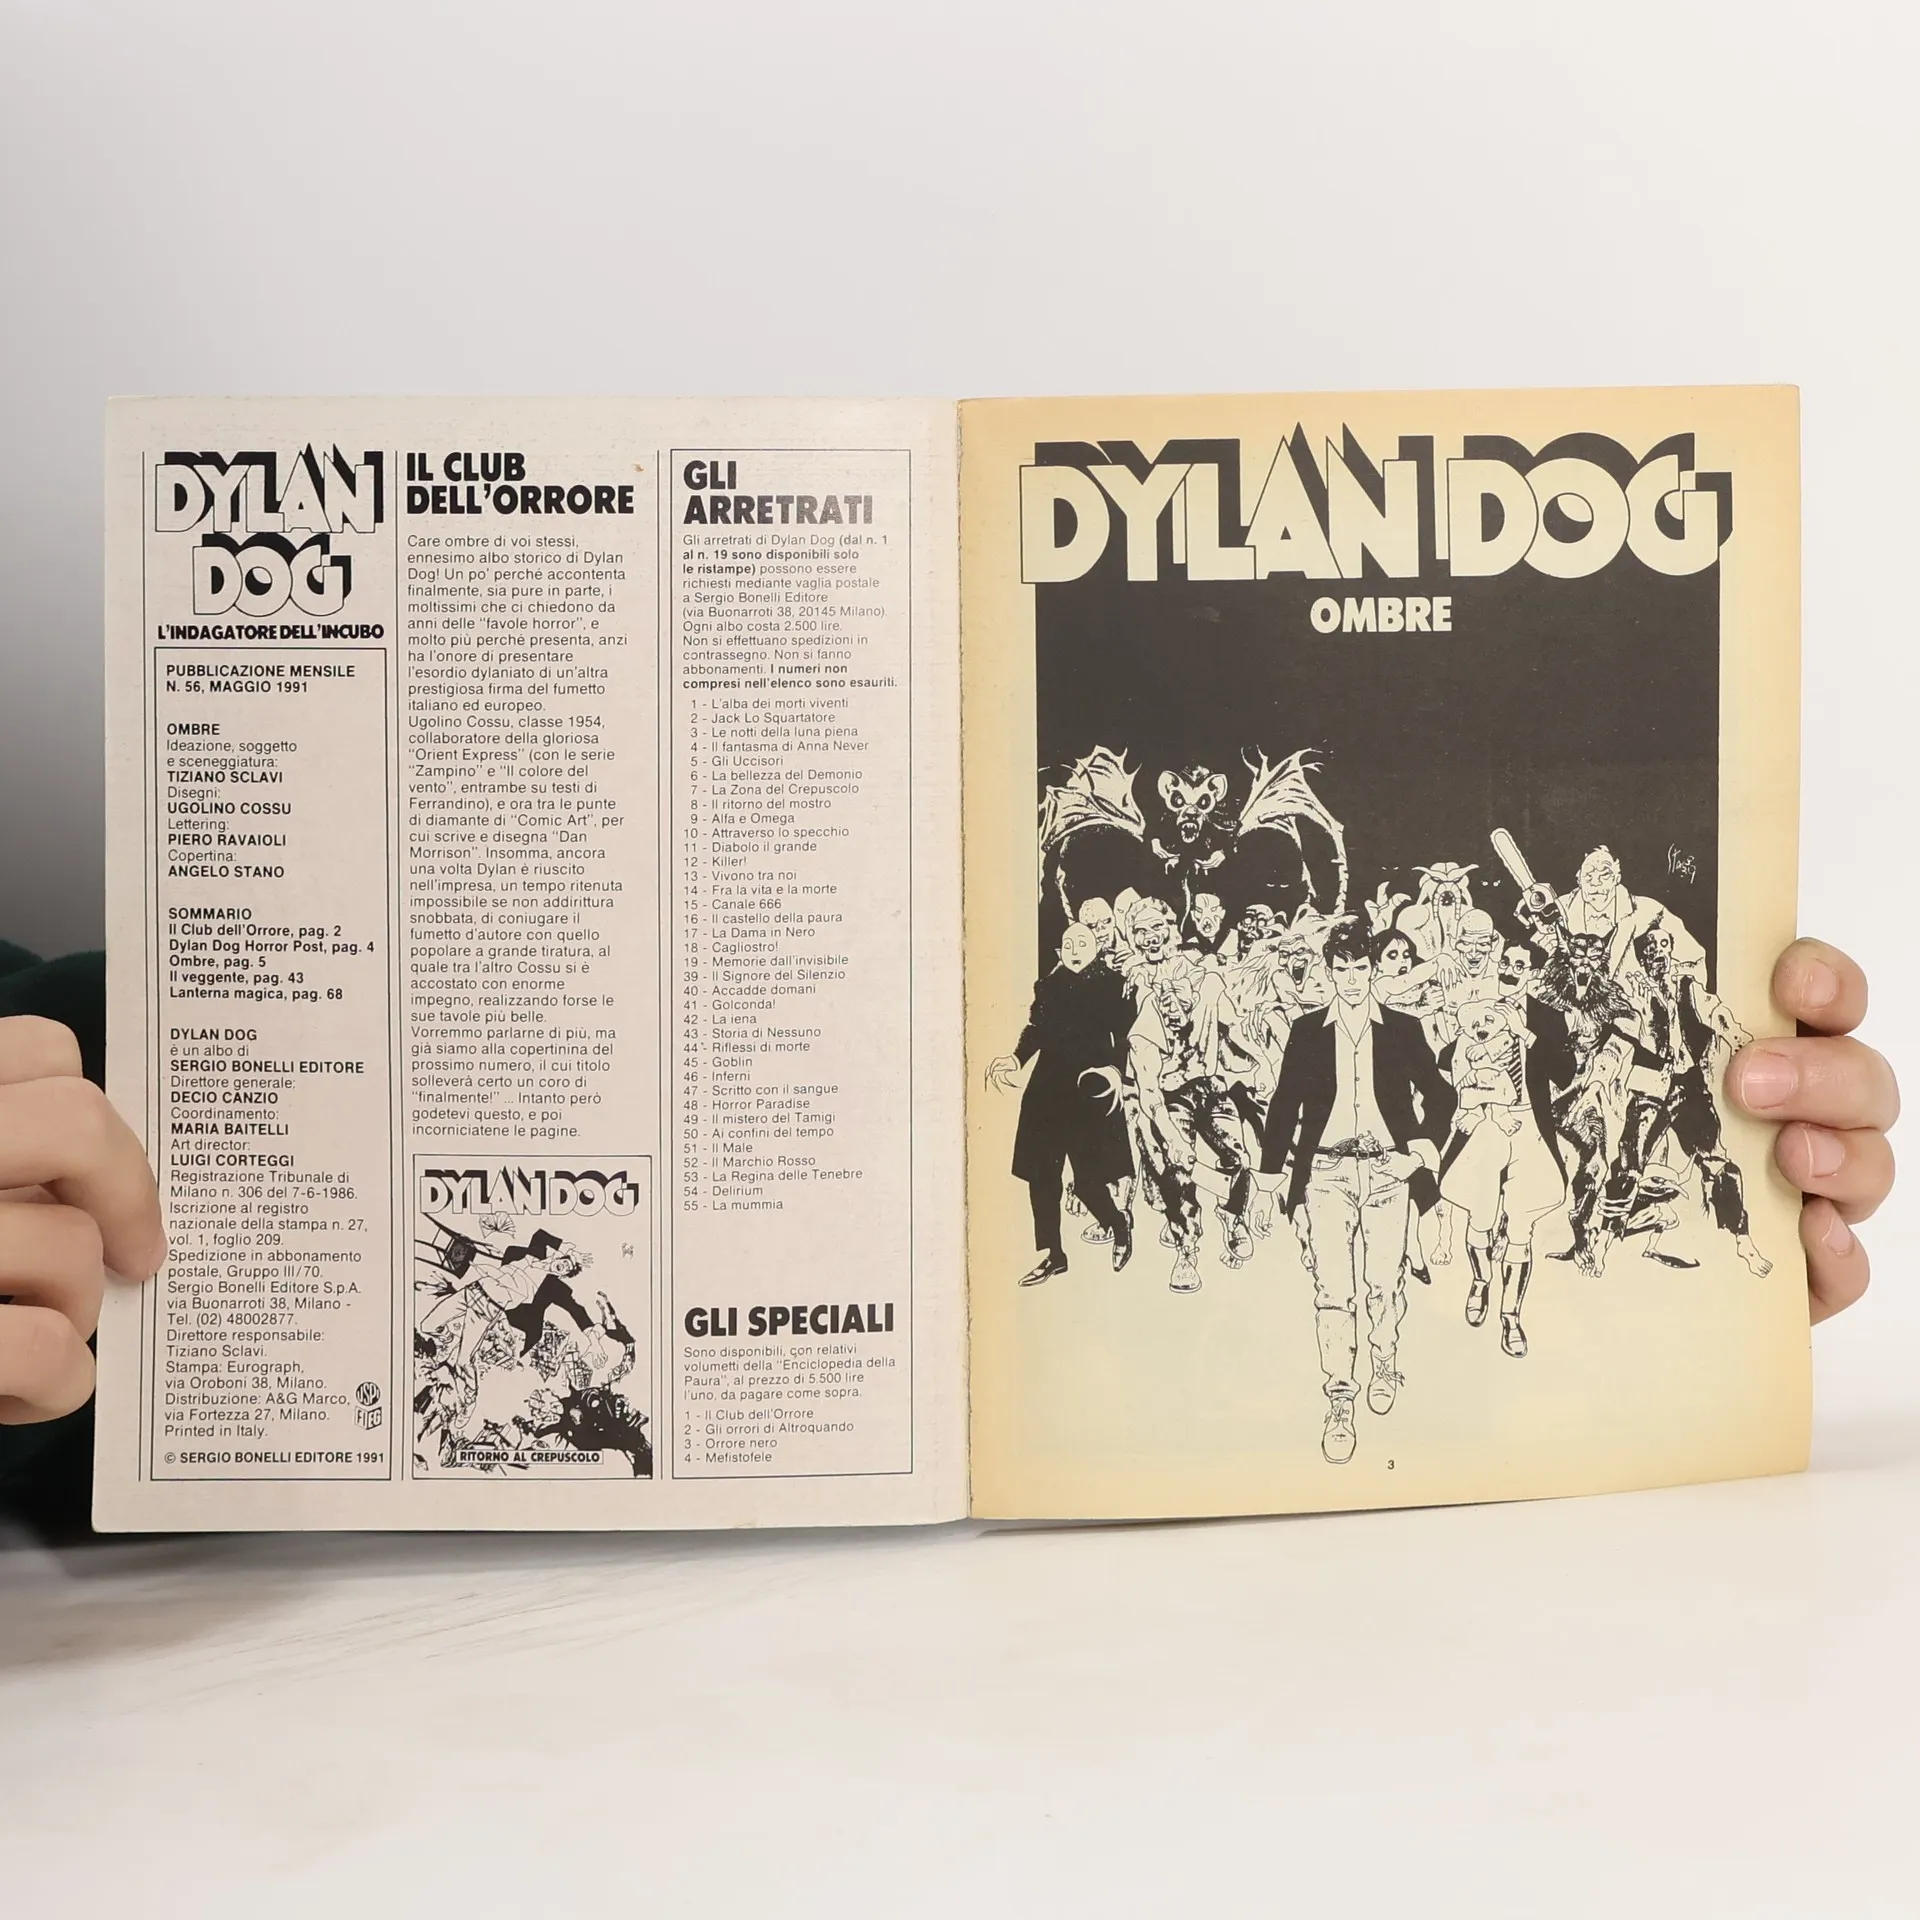 DYLAN
DOG
L'INDAGATORE DELL'INCUBO
PUBBLICAZIONE MENSILE
N. 56, MAGGIO 1991
OMBRE
Ideazione, soggetto
e sceneggiatura:
TIZIANO SCLAVI
Disegni:
UGOLINO COSSU
Lettering:
PIERO RAVAIOLI
Copertina:
ANGELO STANO
SOMMARIO
Il Club dell'Orrore, pag. 2
Dylan Dog Horror Post, pag. 4
Ombre, pag. 5
Il veggente, pag. 43
Lanterna magica, pag. 68
DYLAN DOG
è un albo di
SERGIO BONELLI EDITORE
Direttore generale:
DECIO CANZIO
Coordinamento:
MARIA BAITELLI
Art director:
LUIGI CORTEGGI
Registrazione Tribunale di
Milano n. 306 del 7-6-1986.
Iscrizione al registro
nazionale della stampa n. 27,
vol. 1, foglio 209.
Spedizione in abbonamento
postale, Gruppo III/70.
Sergio Bonelli Editore S.p.A.
via Buonarroti 38, Milano -
Tel. (02) 48002877.
Direttore responsabile:
Tiziano Sclavi.
Stampa: Eurograph,
via Oroboni 38, Milano.
Distribuzione: A&G Marco,
via Fortezza 27, Milano.
Printed in Italy.
USPI
FIEG
© SERGIO BONELLI EDITORE 1991
IL CLUB
DELL'ORRORE
Care ombre di voi stessi,
ennesimo albo storico di Dylan
Dog! Un po' perché accontenta
finalmente, sia pure in parte, i
moltissimi che ci chiedono da
anni delle "favole horror", e
molto più perché presenta, anzi
ha l'onore di presentare
l'esordio dylaniato di un'altra
prestigiosa firma del fumetto
italiano ed europeo.
Ugolino Cossu, classe 1954,
collaboratore della gloriosa
"Orient Express" (con le serie
"Zampino" e "Il colore del
vento", entrambe su testi di
Ferrandino), e ora tra le punte
di diamante di "Comic Art", per
cui scrive e disegna "Dan
Morrison". Insomma, ancora
una volta Dylan è riuscito
nell'impresa, un tempo ritenuta
impossibile se non addirittura
snobbata, di coniugare il
fumetto d'autore con quello
popolare a grande tiratura, al
quale tra l'altro Cossu si è
accostato con enorme
impegno, realizzando forse le
sue tavole più belle.
Vorremmo parlarne di più, ma
già siamo alla copertinina del
prossimo numero, il cui titolo
solleverà certo un coro di
"finalmente!" ... Intanto però
godetevi questo, e poi
incorniciatene le pagine.
DYLAN DOG
RITORNO AL CREPUSCOLO
GLI
ARRETRATI
Gli arretrati di Dylan Dog (dal n. 1
al n. 19 sono disponibili solo
le ristampe) possono essere
richiesti mediante vaglia postale
a Sergio Bonelli Editore
(via Buonarroti 38, 20145 Milano).
Ogni albo costa 2.500 lire.
Non si effettuano spedizioni in
contrassegno. Non si fanno
abbonamenti. I numeri non
compresi nell'elenco sono esauriti.
1 - L'alba dei morti viventi
2 - Jack Lo Squartatore
3 - Le notti della luna piena
4 - Il fantasma di Anna Never
5 - Gli Uccisori
6 - La bellezza del Demonio
7 - La Zona del Crepuscolo
8 - Il ritorno del mostro
9 - Alfa e Omega
10 - Attraverso lo specchio
11 - Diabolo il grande
12 - Killer!
13 - Vivono tra noi
14 - Fra la vita e la morte
15 - Canale 666
16 - Il castello della paura
17 - La Dama in Nero
18 - Cagliostro!
19 - Memorie dall'invisibile
39 - Il Signore del Silenzio
40 - Accadde domani
41 - Golconda!
42 - La iena
43 - Storia di Nessuno
44 - Riflessi di morte
45 - Goblin
46 - Inferni
47 - Scritto con il sangue
48 - Horror Paradise
49 - Il mistero del Tamigi
50 - Ai confini del tempo
51 - Il Male
52 - Il Marchio Rosso
53 - La Regina delle Tenebre
54 - Delirium
55 - La mummia
GLI SPECIALI
Sono disponibili, con relativi
volumetti della "Enciclopedia della
Paura", al prezzo di 5.500 lire
l'uno, da pagare come sopra.
1 - Il Club dell'Orrore
2 - Gli orrori di Altroquando
3 - Orrore nero
4 - Mefistofele
DYLAN DOG
OMBRE
3